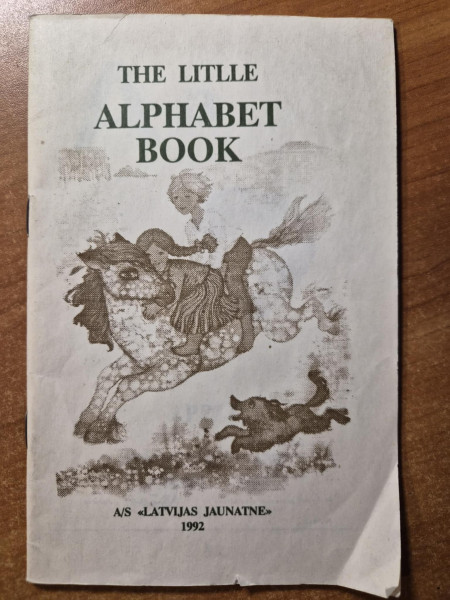 THE LITLLE
ALPHABET
BOOK
A/S «LATVIJAS JAUNATNE»
1992